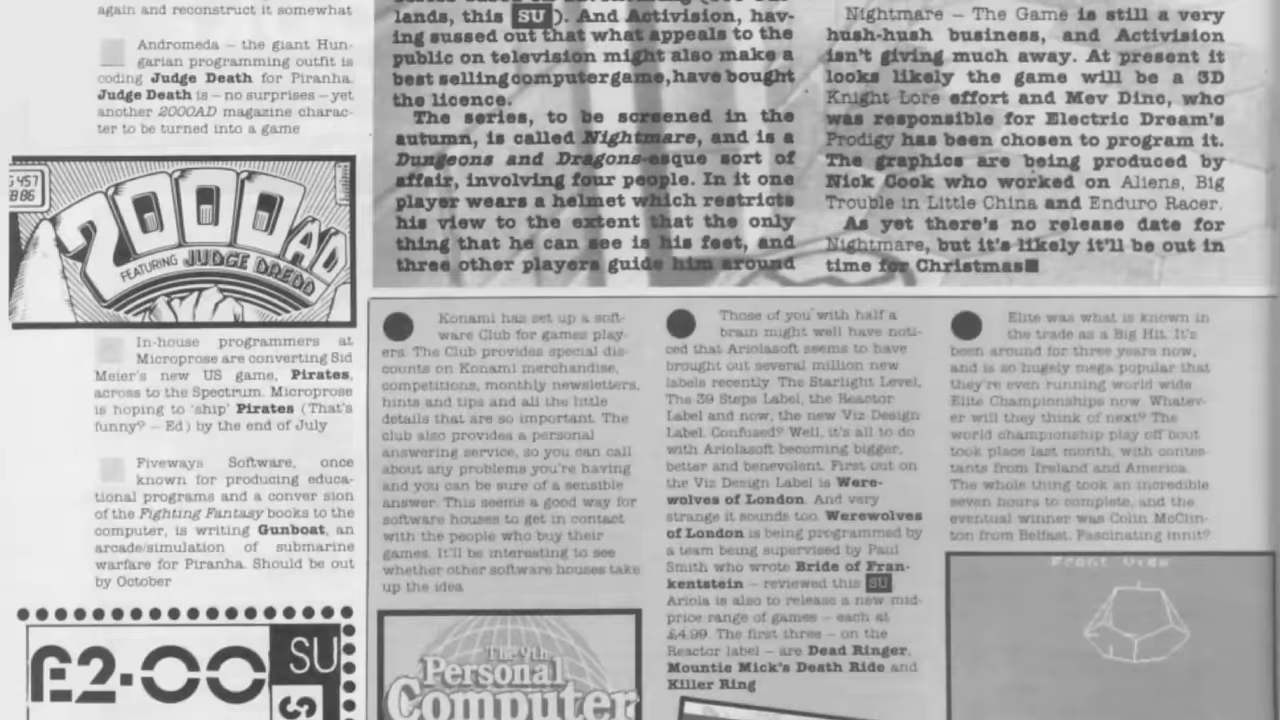 again and reconstruct it somewhat
Andromeda – the giant Hun-
garian programming outfit is
coding Judge Death for Piranha.
Judge Death is – no surprises – yet
another 2000AD magazine charac-
ter to be turned into a game
2000AD
FEATURING JUDGE DREDD
In-house programmers at
Microprose are converting Sid
Meier's new US game, Pirates,
across to the Spectrum. Microprose
is hoping to 'ship' Pirates (That's
funny? – Ed) by the end of July
Fiveways Software, once
known for producing educa-
tional programs and a conver sion
of the Fighting Fantasy books to the
computer, is writing Gunboat, an
arcade/simulation of submarine
warfare for Piranha. Should be out
by October
£2·00
SU
lands, this SU). And Activision, hav-
ing sussed out that what appeals to the
public on television might also make a
best selling computer game, have bought
the licence.
The series, to be screened in the
autumn, is called Nightmare, and is a
Dungeons and Dragons-esque sort of
affair, involving four people. In it one
player wears a helmet which restricts
his view to the extent that the only
thing that he can see is his feet, and
three other players guide him around
Nightmare – The Game is still a very
hush-hush business, and Activision
isn't giving much away. At present it
looks likely the game will be a 3D
Knight Lore effort and Mev Dinc, who
was responsible for Electric Dream's
Prodigy has been chosen to program it.
The graphics are being produced by
Nick Cook who worked on Aliens, Big
Trouble in Little China and Enduro Racer.
As yet there's no release date for
Nightmare, but it's likely it'll be out in
time for Christmas■
Konami has set up a soft-
ware Club for games play-
ers. The Club provides special dis-
counts on Konami merchandise,
competitions, monthly newsletters,
hints and tips and all the little
details that are so important. The
club also provides a personal
answering service, so you can call
about any problems you're having
and you can be sure of a sensible
answer. This seems a good way for
software houses to get in contact
with the people who buy their
games. It'll be interesting to see
whether other software houses take
up the idea
The 9th
Personal
Computer
Those of you with half a
brain might well have noti-
ced that Ariolasoft seems to have
brought out several million new
labels recently. The Starlight Level,
The 39 Steps Label, the Reactor
Label and now, the new Viz Design
Label. Confused? Well, it's all to do
with Ariolasoft becoming bigger,
better and benevolent. First out on
the Viz Design Label is Were-
wolves of London. And very
strange it sounds too. Werewolves
of London is being programmed by
a team being supervised by Paul
Smith who wrote Bride of Fran-
kentstein – reviewed this SU.
Ariola is also to release a new mid-
price range of games – each at
£4.99. The first three – on the
Reactor label – are Dead Ringer,
Mountie Mick's Death Ride and
Killer Ring
Elite was what is known in
the trade as a Big Hit. It's
been around for three years now,
and is so hugely mega popular that
they're even running world wide
Elite Championships now. Whatev-
er will they think of next? The
world championship play off bout
took place last month, with contes-
tants from Ireland and America.
The whole thing took an incredible
seven hours to complete, and the
eventual winner was Colin McClin-
ton from Belfast. Fascinating innit?
Front View